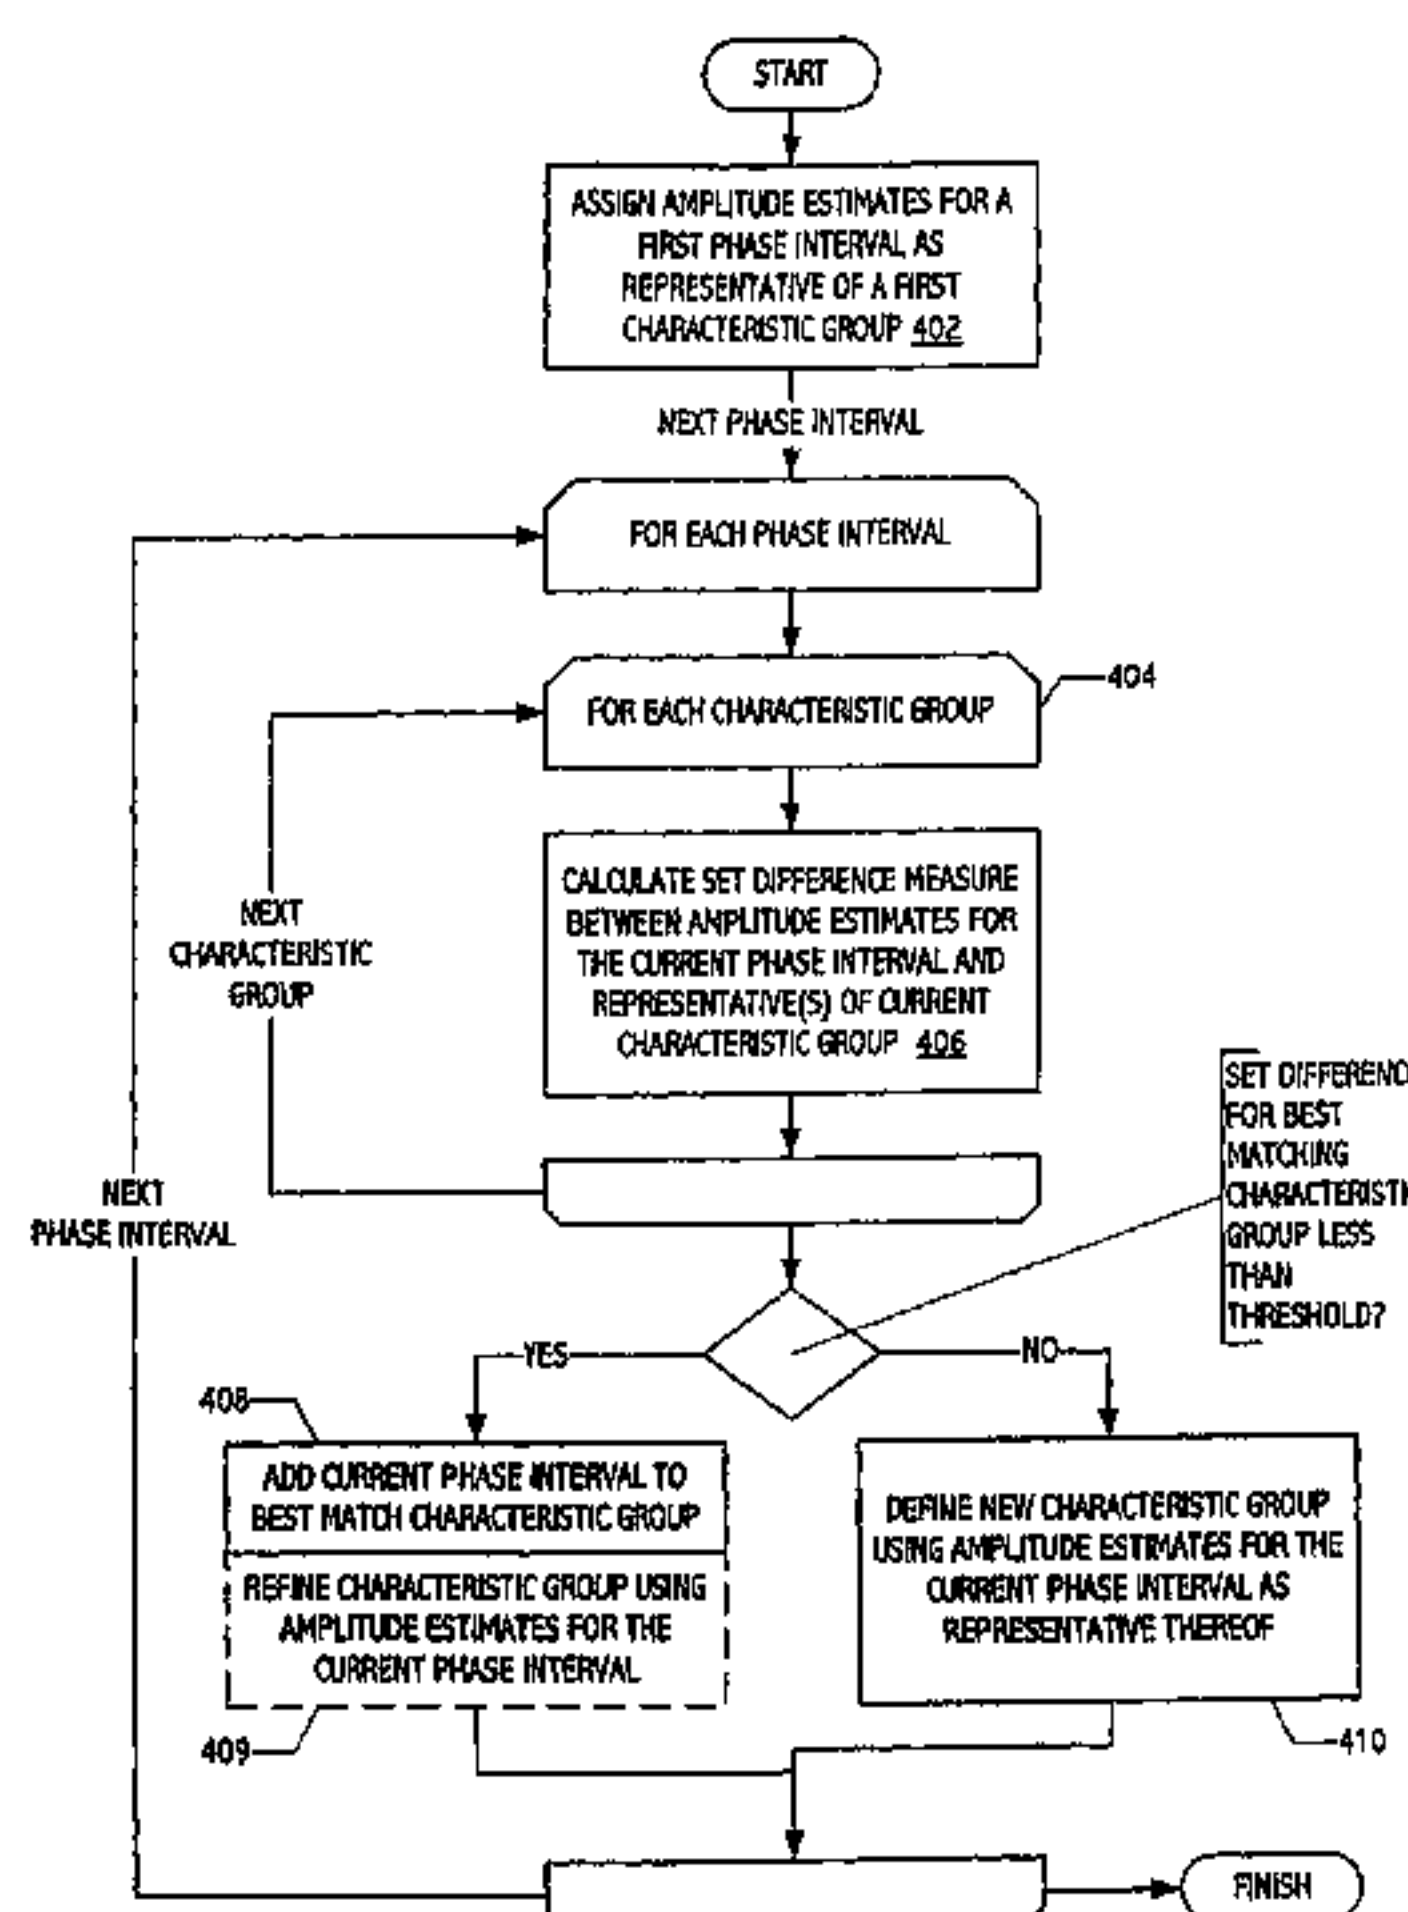 START
ASSIGN AMPLITUDE ESTIMATES FOR A
FIRST PHASE INTERVAL AS
REPRESENTATIVE OF A FIRST
CHARACTERISTIC GROUP 402
NEXT PHASE INTERVAL
FOR EACH PHASE INTERVAL
404
FOR EACH CHARACTERISTIC GROUP
CALCULATE SET DIFFERENCE MEASURE
BETWEEN AMPLITUDE ESTIMATES FOR
THE CURRENT PHASE INTERVAL AND
REPRESENTATIVE(S) OF CURRENT
CHARACTERISTIC GROUP 406
NEXT
CHARACTERISTIC
GROUP
SET DIFFERENC
FOR BEST
MATCHING
CHARACTERISTI
GROUP LESS
THAN
THRESHOLD?
NEXT
PHASE INTERVAL
YES
NO
408
ADD CURRENT PHASE INTERVAL TO
BEST MATCH CHARACTERISTIC GROUP
REFINE CHARACTERISTIC GROUP USING
AMPLITUDE ESTIMATES FOR THE
CURRENT PHASE INTERVAL
409
DEFINE NEW CHARACTERISTIC GROUP
USING AMPLITUDE ESTIMATES FOR THE
CURRENT PHASE INTERVAL AS
REPRESENTATIVE THEREOF
410
FINISH